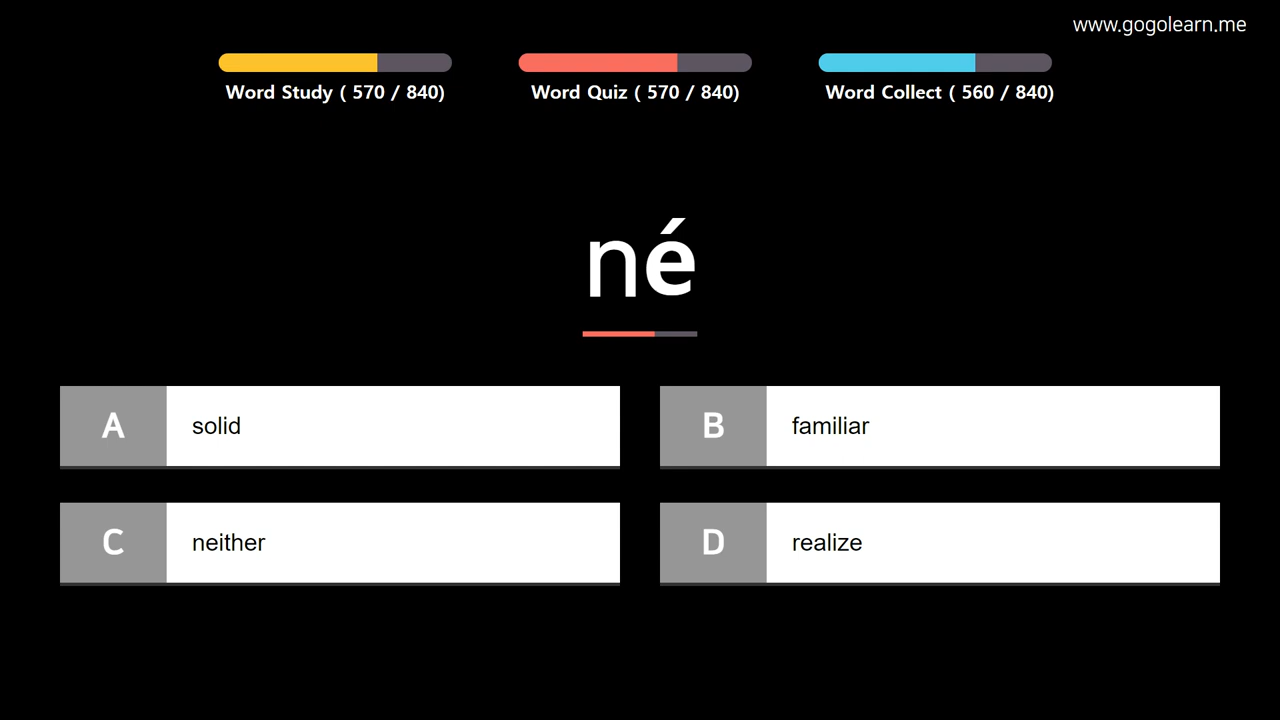 www.gogolearn.me
Word Study ( 570 / 840)
Word Quiz ( 570 / 840)
Word Collect ( 560 / 840)
né
A solid
B familiar
C neither
D realize